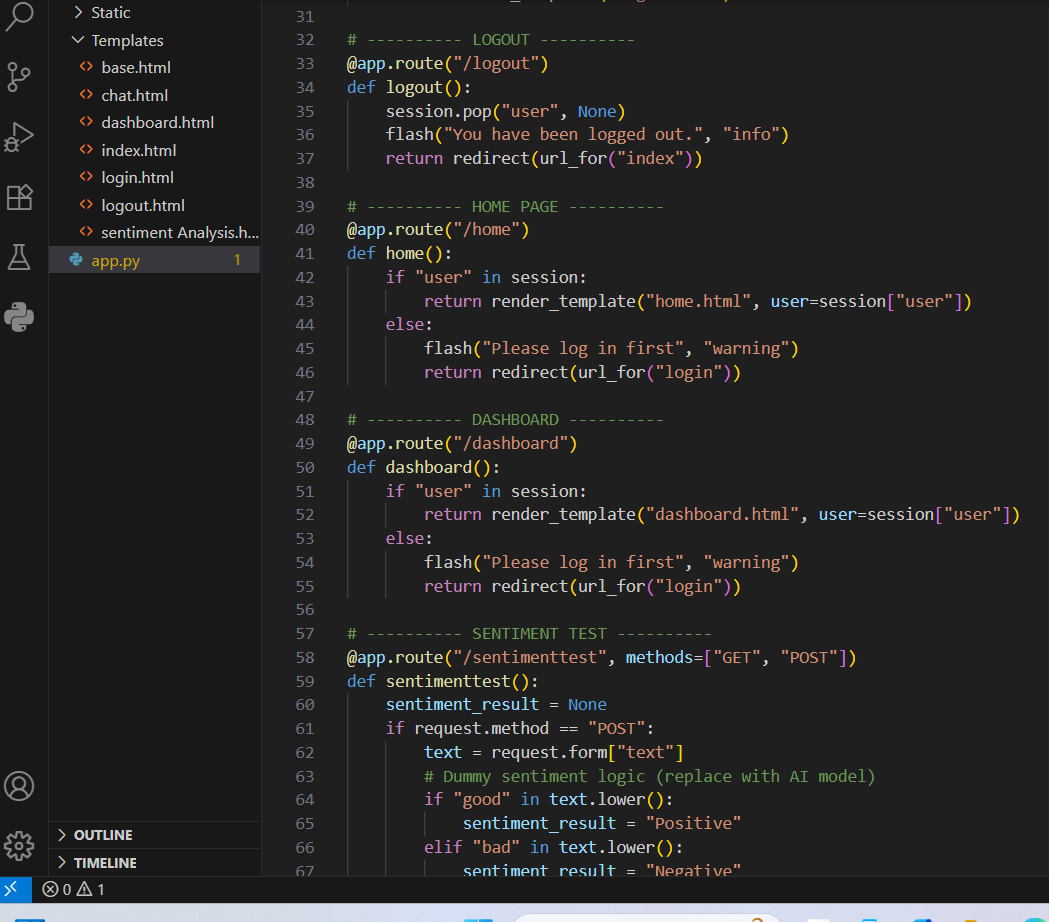 Static
Templates
<> base.html
<> chat.html
<> dashboard.html
<> index.html
<> login.html
<> logout.html
<> sentiment Analysis.h...
app.py 1
OUTLINE
TIMELINE
0 1
31
32 # ---------- LOGOUT ----------
33 @app.route("/logout")
34 def logout():
35     session.pop("user", None)
36     flash("You have been logged out.", "info")
37     return redirect(url_for("index"))
38
39 # ---------- HOME PAGE ----------
40 @app.route("/home")
41 def home():
42     if "user" in session:
43         return render_template("home.html", user=session["user"])
44     else:
45         flash("Please log in first", "warning")
46         return redirect(url_for("login"))
47
48 # ---------- DASHBOARD ----------
49 @app.route("/dashboard")
50 def dashboard():
51     if "user" in session:
52         return render_template("dashboard.html", user=session["user"])
53     else:
54         flash("Please log in first", "warning")
55         return redirect(url_for("login"))
56
57 # ---------- SENTIMENT TEST ----------
58 @app.route("/sentimenttest", methods=["GET", "POST"])
59 def sentimenttest():
60     sentiment_result = None
61     if request.method == "POST":
62         text = request.form["text"]
63         # Dummy sentiment logic (replace with AI model)
64         if "good" in text.lower():
65             sentiment_result = "Positive"
66         elif "bad" in text.lower():
67             sentiment_result = "Negative"